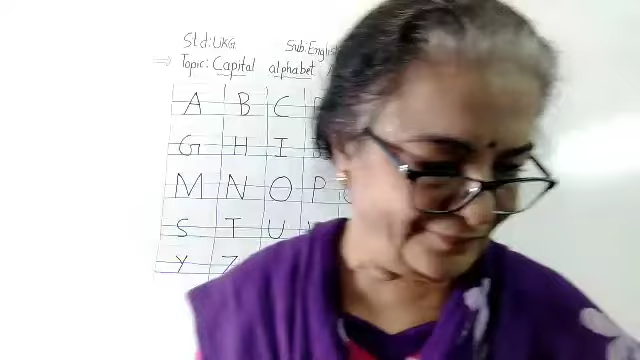 Std:UKG
Sub:English
⇒ Topic: Capital alphabet
A B C
G H I
M N O P
S T U
Y Z